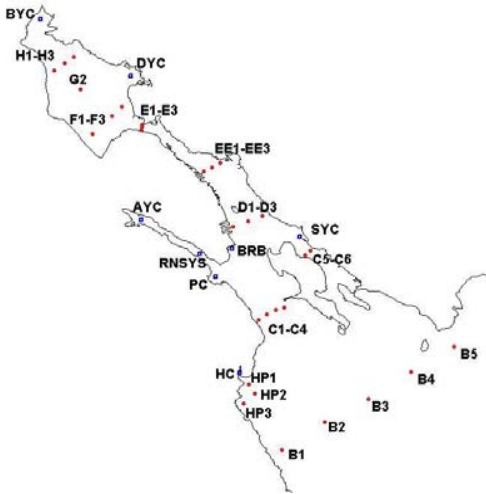 BYC
H1-H3
DYC
G2
E1-E3
F1-F3
EE1-EE3
D1-D3
AYC
SYC
BRB
RNSYS
C5-C6
PC
C1-C4
B5
HC
HP1
B4
HP2
B3
HP3
B2
B1